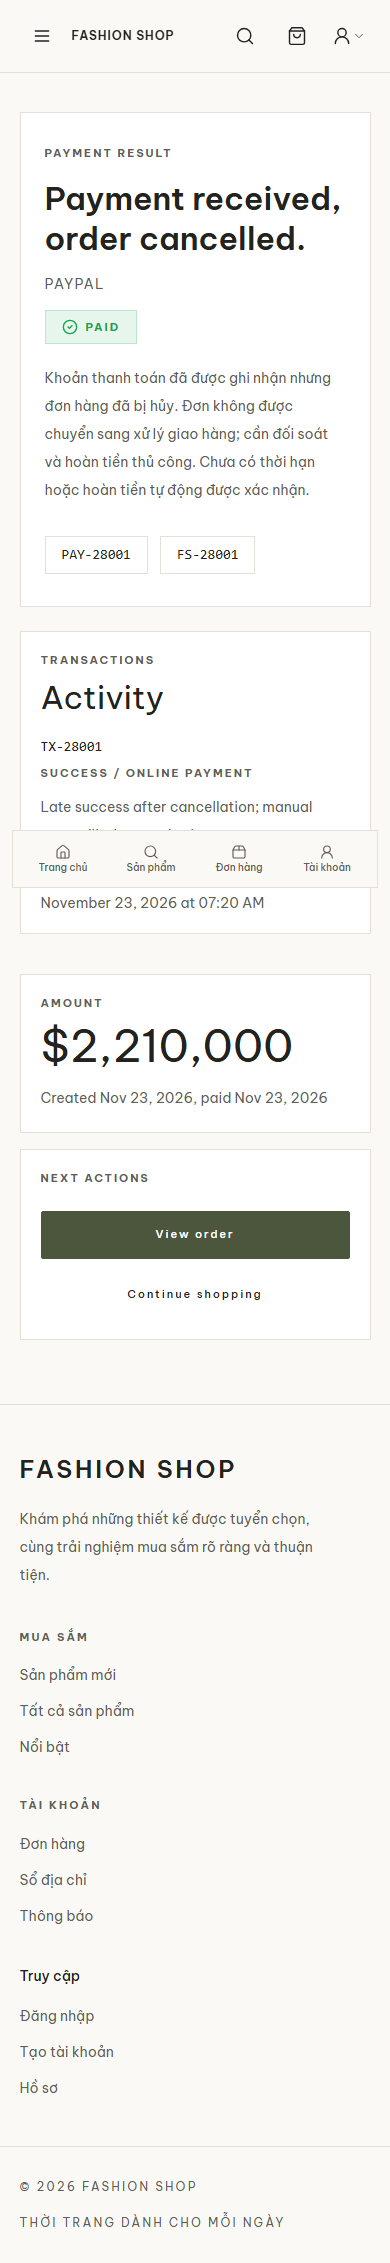 FASHION SHOP
PAYMENT RESULT
Payment received,
order cancelled.
PAYPAL
PAID
Khoản thanh toán đã được ghi nhận nhưng
đơn hàng đã bị hủy. Đơn không được
chuyển sang xử lý giao hàng; cần đối soát
và hoàn tiền thủ công. Chưa có thời hạn
hoặc hoàn tiền tự động được xác nhận.
PAY-28001
FS-28001
TRANSACTIONS
Activity
TX-28001
SUCCESS / ONLINE PAYMENT
Late success after cancellation; manual
Trang chủ
Sản phẩm
Đơn hàng
Tài khoản
November 23, 2026 at 07:20 AM
AMOUNT
$2,210,000
Created Nov 23, 2026, paid Nov 23, 2026
NEXT ACTIONS
View order
Continue shopping
FASHION SHOP
Khám phá những thiết kế được tuyển chọn,
cùng trải nghiệm mua sắm rõ ràng và thuận
tiện.
MUA SẮM
Sản phẩm mới
Tất cả sản phẩm
Nổi bật
TÀI KHOẢN
Đơn hàng
Sổ địa chỉ
Thông báo
Truy cập
Đăng nhập
Tạo tài khoản
Hồ sơ
© 2026 FASHION SHOP
THỜI TRANG DÀNH CHO MỖI NGÀY